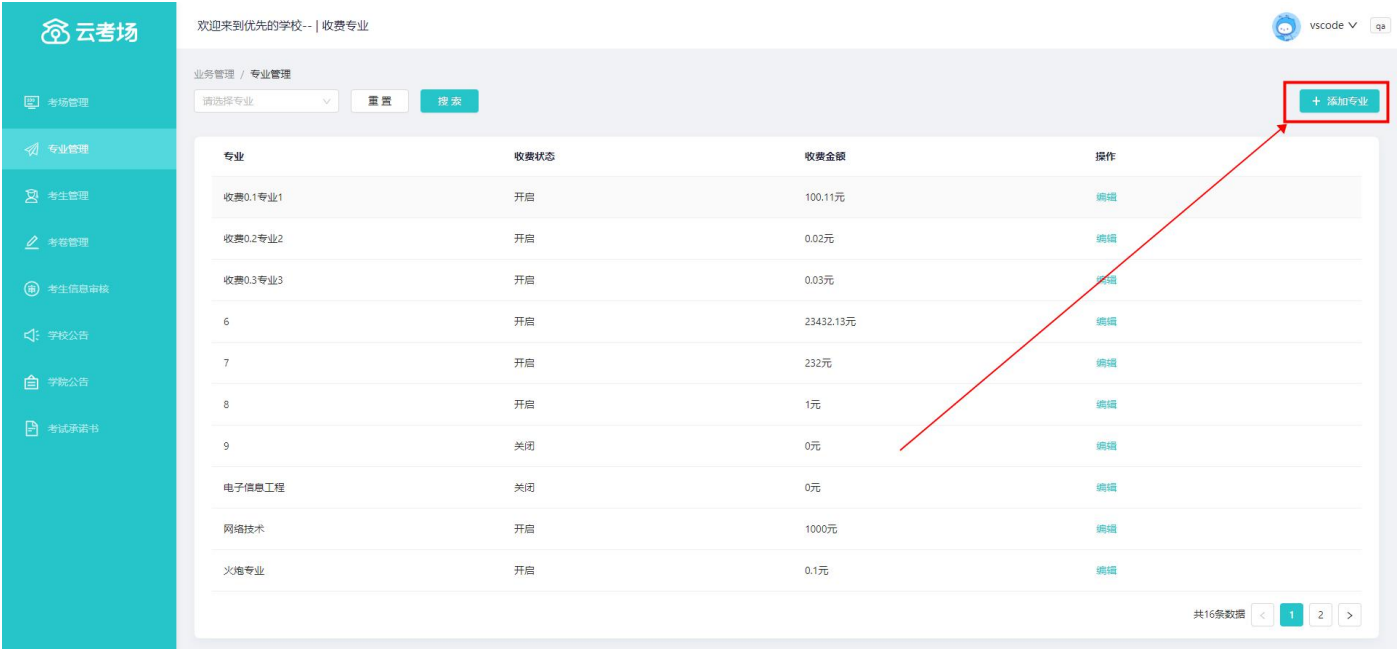 云考场
欢迎来到优先的学校-- | 收费专业
vscode
qa
考场管理
专业管理
考生管理
考卷管理
审 考生信息审核
学校公告
学院公告
考试承诺书
业务管理 / 专业管理
请选择专业 重置 搜索 + 添加专业
专业 收费状态 收费金额 操作
收费0.1专业1 开启 100.11元 编辑
收费0.2专业2 开启 0.02元 编辑
收费0.3专业3 开启 0.03元 编辑
6 开启 23432.13元 编辑
7 开启 232元 编辑
8 开启 1元 编辑
9 关闭 0元 编辑
电子信息工程 关闭 0元 编辑
网络技术 开启 1000元 编辑
火炮专业 开启 0.1元 编辑
共16条数据 < 1 2 >